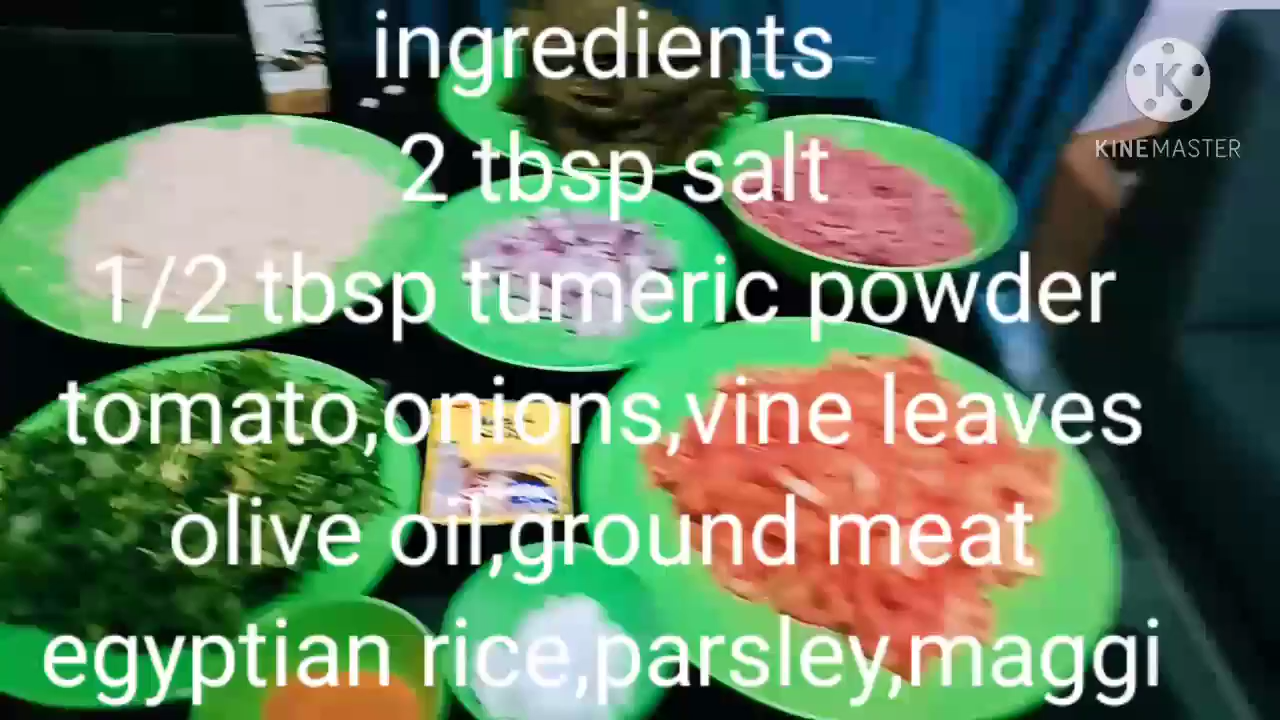 ingredients
2 tbsp salt
1/2 tbsp tumeric powder
tomato,onions,vine leaves
olive oil,ground meat
egyptian rice,parsley,maggi
K
KINEMASTER